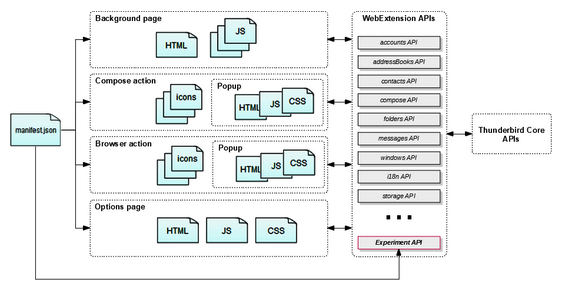 Background page
HTML
JS
WebExtension APIs
accounts API
addressBooks API
contacts API
compose API
folders API
messages API
windows API
i18n API
storage API
Experiment API
Compose action
icons
Popup
HTML
JS
CSS
manifest.json
Thunderbird Core
APIs
Browser action
icons
Popup
HTML
JS
CSS
Options page
HTML
JS
CSS